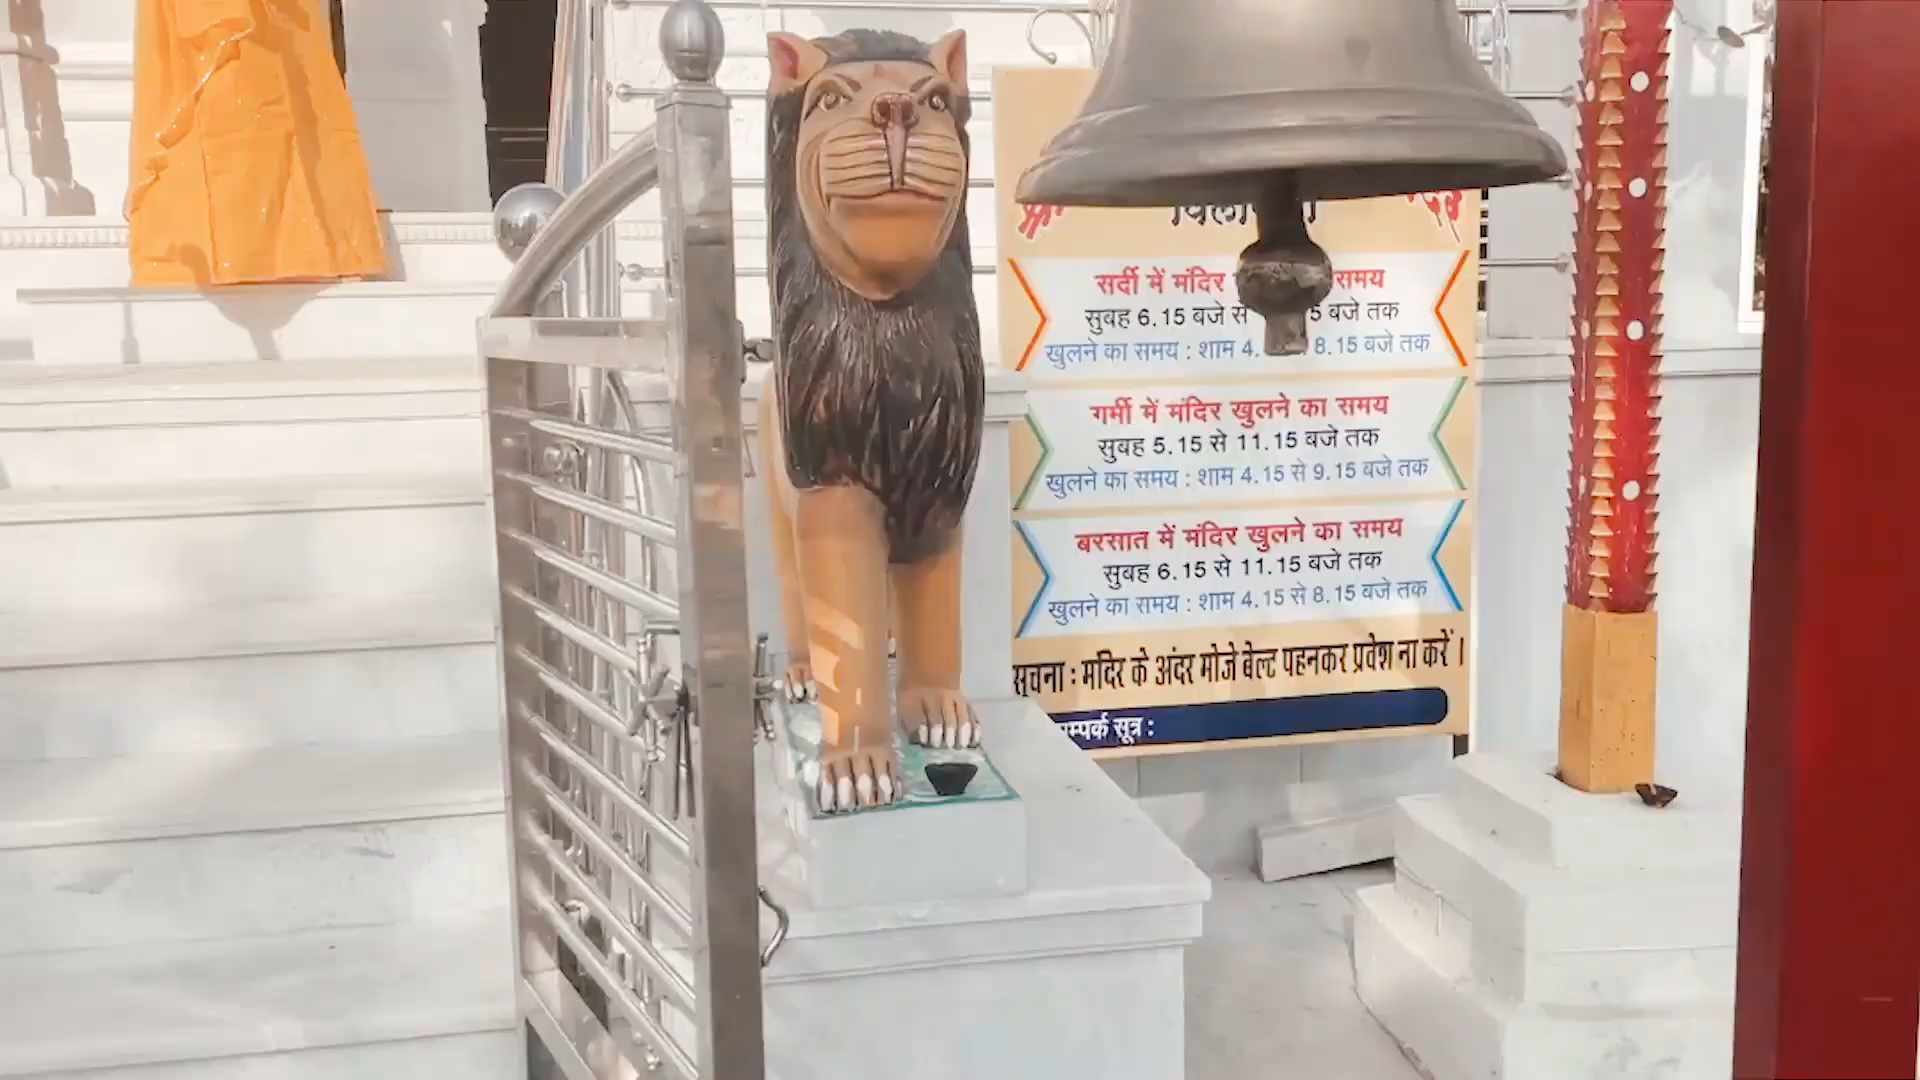 सर्दी में मंदिर समय
सुबह 6.15 बजे से 5 बजे तक
खुलने का समय : शाम 4. 8.15 बजे तक
गर्मी में मंदिर खुलने का समय
सुबह 5.15 से 11.15 बजे तक
खुलने का समय : शाम 4.15 से 9.15 बजे तक
बरसात में मंदिर खुलने का समय
सुबह 6.15 से 11.15 बजे तक
खुलने का समय : शाम 4.15 से 8.15 बजे तक
सूचना : मंदिर के अंदर मोजे बेल्ट पहनकर प्रवेश ना करें ।
सम्पर्क सूत्र :